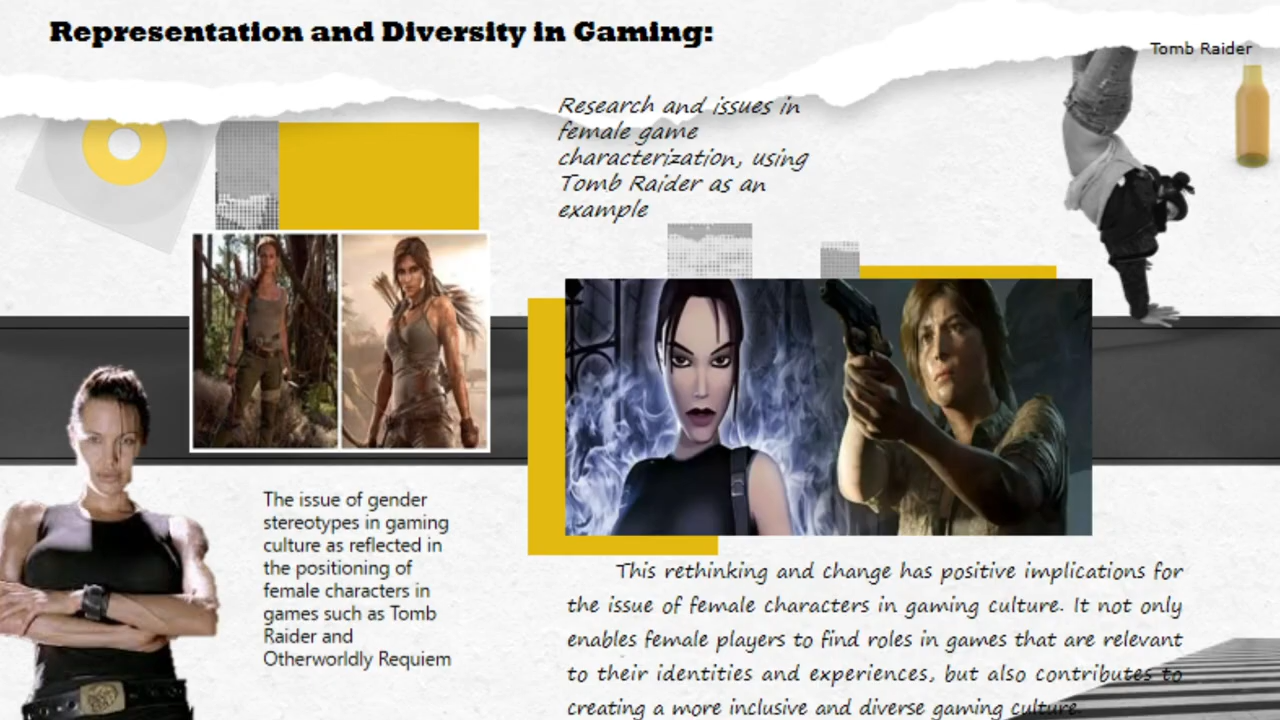 Representation and Diversity in Gaming:
Tomb Raider
Research and issues in
female game
characterization, using
Tomb Raider as an
example
The issue of gender
stereotypes in gaming
culture as reflected in
the positioning of
female characters in
games such as Tomb
Raider and
Otherworldly Requiem
This rethinking and change has positive implications for
the issue of female characters in gaming culture. It not only
enables female players to find roles in games that are relevant
to their identities and experiences, but also contributes to
creating a more inclusive and diverse gaming culture.